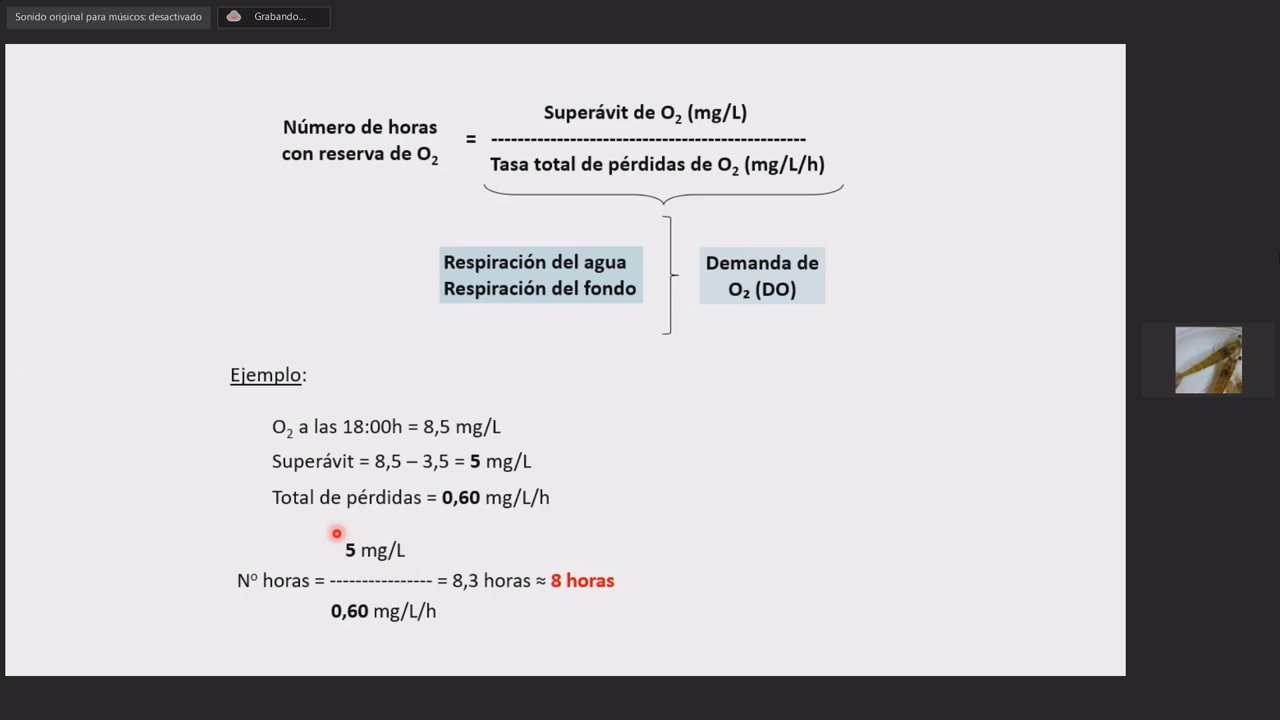 Sonido original para músicos: desactivado
Grabando...
Superávit de O₂ (mg/L)
Número de horas
con reserva de O₂
= ------------------------------------------------
Tasa total de pérdidas de O₂ (mg/L/h)
Respiración del agua
Respiración del fondo
Demanda de
O₂ (DO)
Ejemplo:
O₂ a las 18:00h = 8,5 mg/L
Superávit = 8,5 – 3,5 = 5 mg/L
Total de pérdidas = 0,60 mg/L/h
5 mg/L
Nº horas = ---------------- = 8,3 horas ≈ 8 horas
0,60 mg/L/h